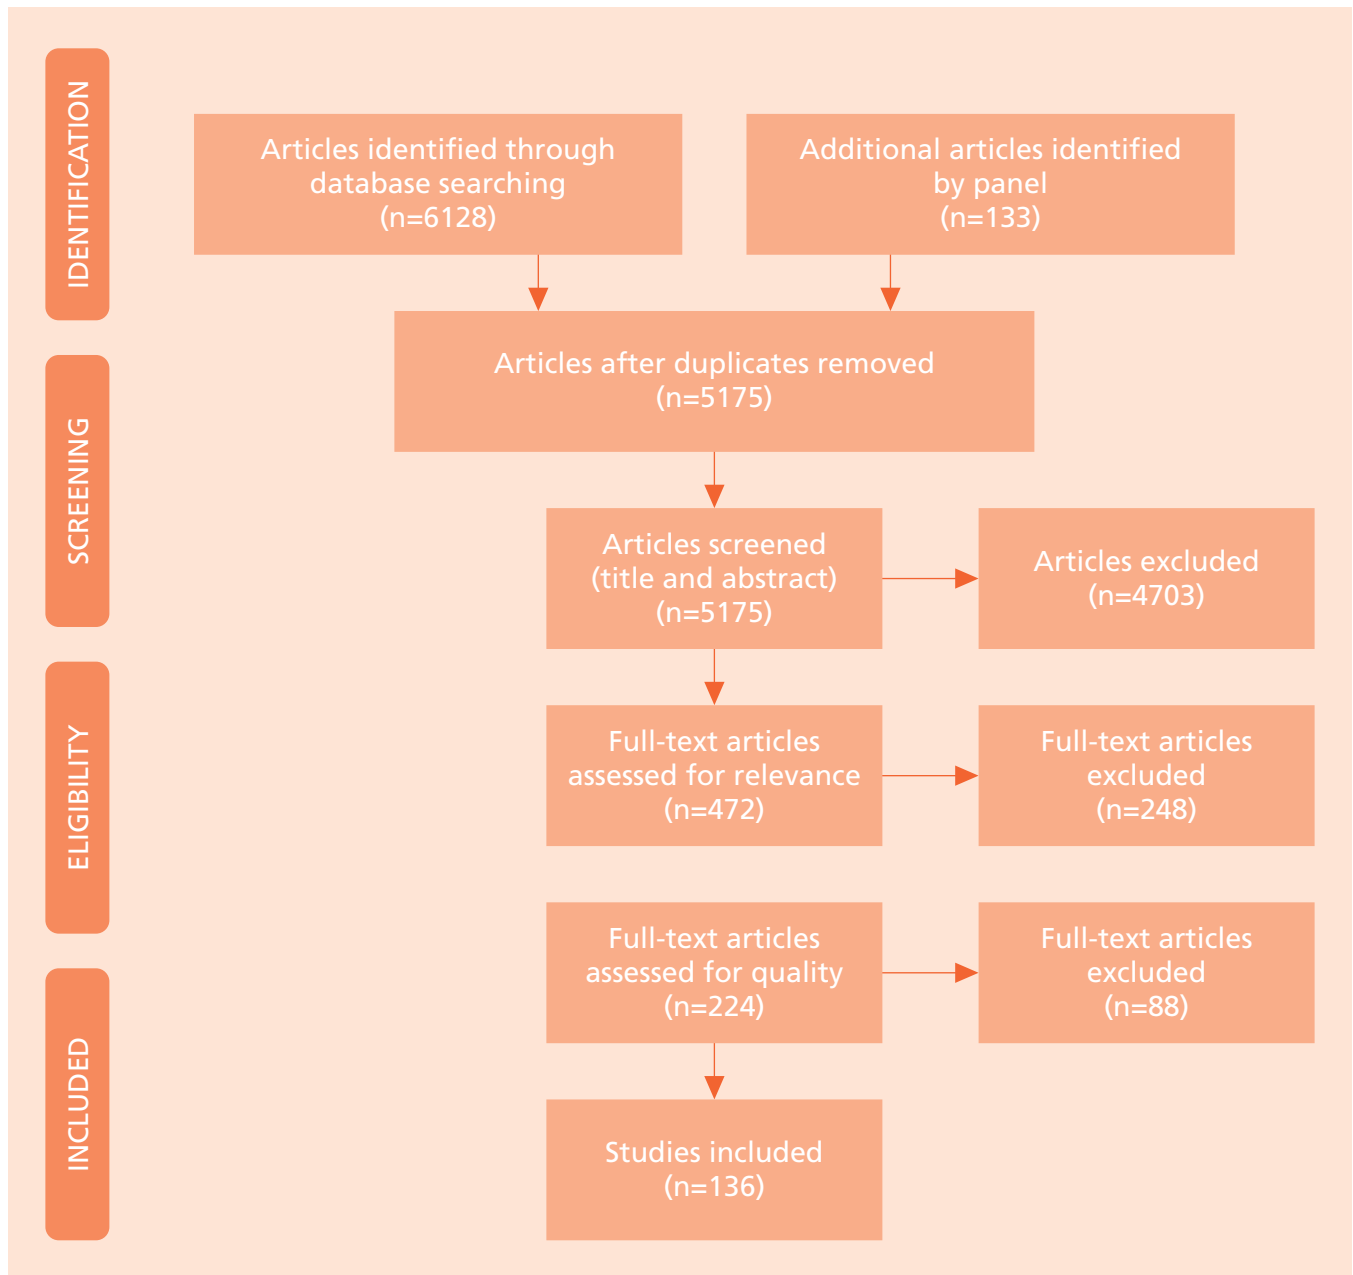 IDENTIFICATION
Articles identified through
database searching
(n=6128)
Additional articles identified
by panel
(n=133)
SCREENING
Articles after duplicates removed
(n=5175)
Articles screened
(title and abstract)
(n=5175)
Articles excluded
(n=4703)
ELIGIBILITY
Full-text articles
assessed for relevance
(n=472)
Full-text articles
excluded
(n=248)
Full-text articles
assessed for quality
(n=224)
Full-text articles
excluded
(n=88)
INCLUDED
Studies included
(n=136)